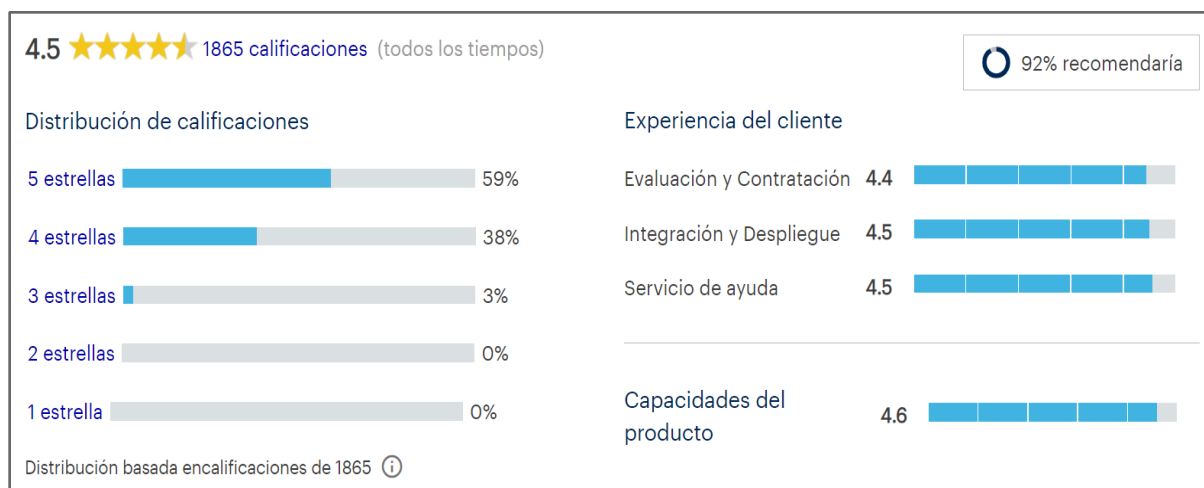 4.5 1865 calificaciones (todos los tiempos)
92% recomendaría
Distribución de calificaciones
5 estrellas 59%
4 estrellas 38%
3 estrellas 3%
2 estrellas 0%
1 estrella 0%
Distribución basada encalificaciones de 1865
Experiencia del cliente
Evaluación y Contratación 4.4
Integración y Despliegue 4.5
Servicio de ayuda 4.5
Capacidades del
producto 4.6